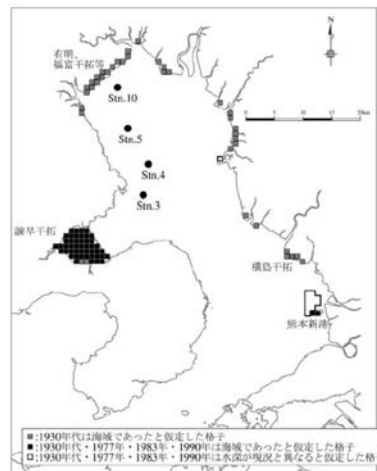 N
有明、
福富干拓等
Stn.10
0 5 10 15 20km
Stn.5
Stn.4
Stn.3
諫早干拓
横島干拓
熊本新港
■:1930年代は海域であったと仮定した格子
■:1930年代・1977年・1983年・1990年は海域であったと仮定した格子
□:1930年代・1977年・1983年・1990年は水深が現況と異なると仮定した格